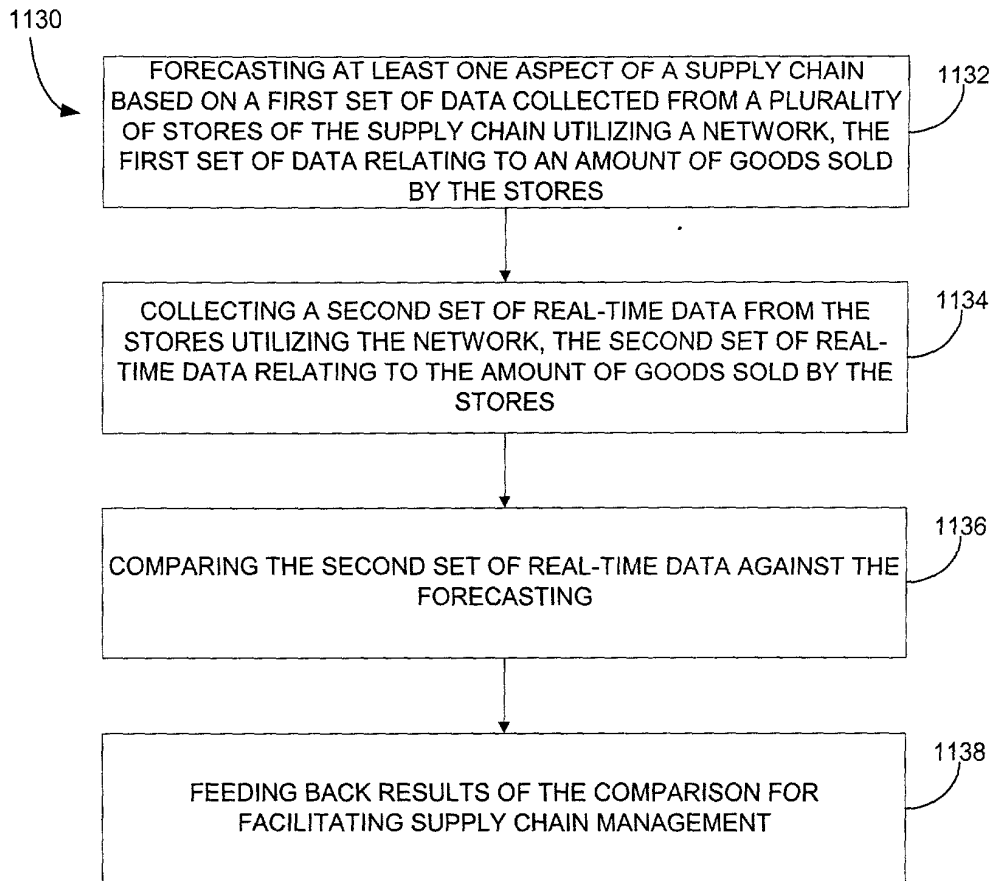 1130
FORECASTING AT LEAST ONE ASPECT OF A SUPPLY CHAIN
BASED ON A FIRST SET OF DATA COLLECTED FROM A PLURALITY
OF STORES OF THE SUPPLY CHAIN UTILIZING A NETWORK, THE
FIRST SET OF DATA RELATING TO AN AMOUNT OF GOODS SOLD
BY THE STORES
1132
COLLECTING A SECOND SET OF REAL-TIME DATA FROM THE
STORES UTILIZING THE NETWORK, THE SECOND SET OF REAL-
TIME DATA RELATING TO THE AMOUNT OF GOODS SOLD BY THE
STORES
1134
COMPARING THE SECOND SET OF REAL-TIME DATA AGAINST THE
FORECASTING
1136
FEEDING BACK RESULTS OF THE COMPARISON FOR
FACILITATING SUPPLY CHAIN MANAGEMENT
1138